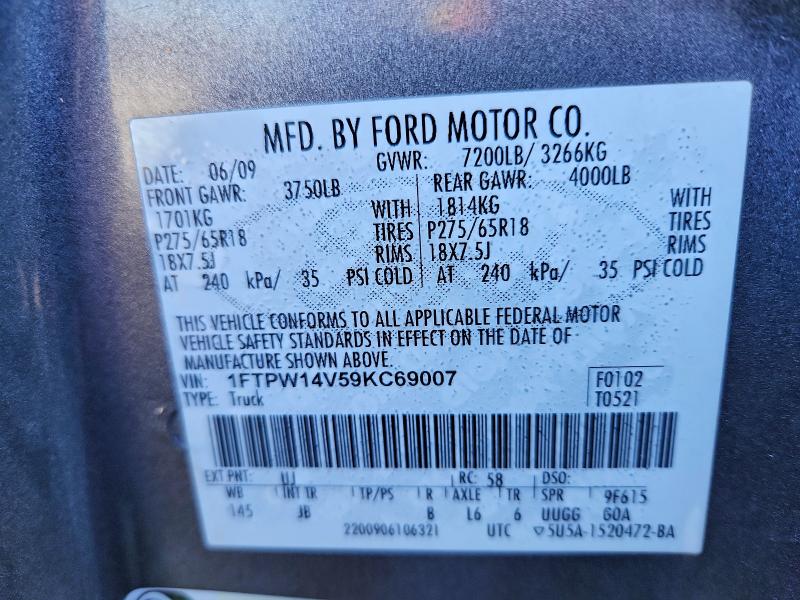 MFD. BY FORD MOTOR CO.
DATE: 06/09 GVWR: 7200LB/ 3266KG
FRONT GAWR: 3750LB REAR GAWR: 4000LB
1701KG WITH 1814KG WITH
P275/65R18 TIRES P275/65R18 TIRES
18X7.5J RIMS 18X7.5J RIMS
AT 240 kPa/ 35 PSI COLD AT 240 kPa/ 35 PSI COLD
THIS VEHICLE CONFORMS TO ALL APPLICABLE FEDERAL MOTOR
VEHICLE SAFETY STANDARDS IN EFFECT ON THE DATE OF
MANUFACTURE SHOWN ABOVE.
VIN: 1FTPW14V59KC69007 F0102
TYPE: Truck T0521
EXT PNT: UJ RC: 58 DSO:
WB INT TR TP/PS R AXLE TR SPR 9F615
145 JB B L6 6 UUGG GOA
2200906106321 UTC ▽5U5A-1520472-BA